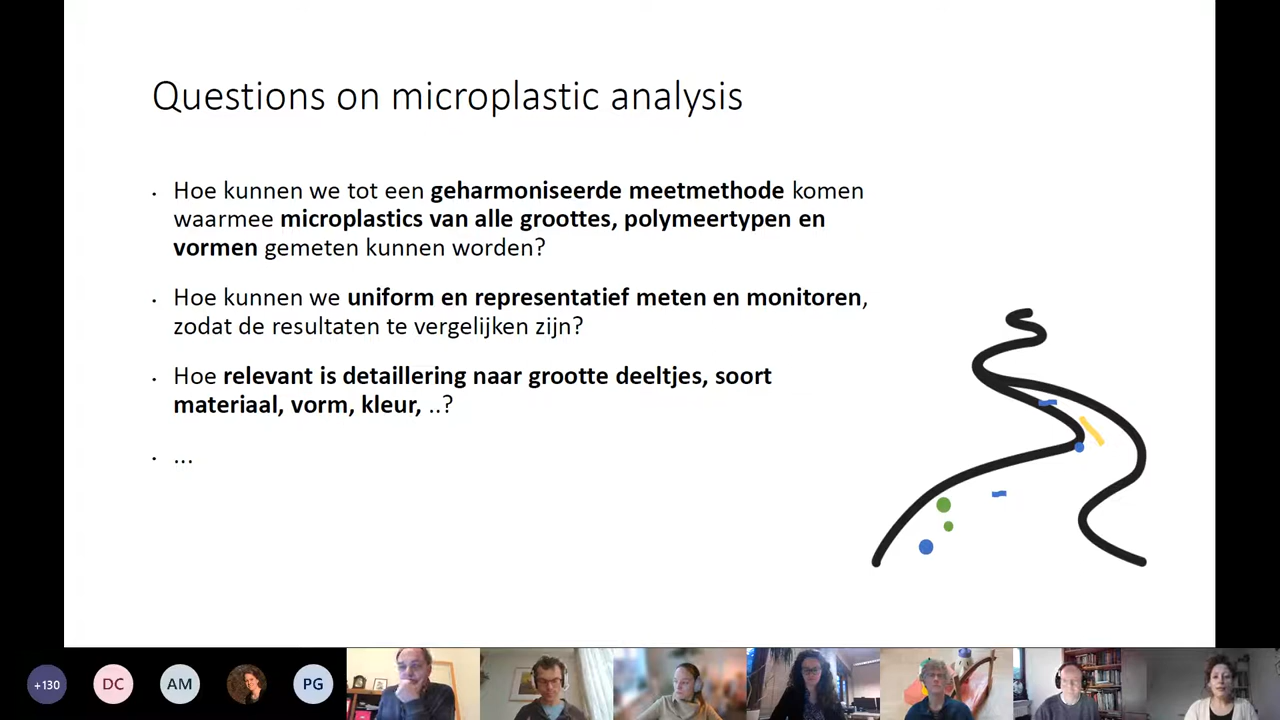 Questions on microplastic analysis
• Hoe kunnen we tot een geharmoniseerde meetmethode komen
waarmee microplastics van alle groottes, polymeertypen en
vormen gemeten kunnen worden?
• Hoe kunnen we uniform en representatief meten en monitoren,
zodat de resultaten te vergelijken zijn?
• Hoe relevant is detaillering naar grootte deeltjes, soort
materiaal, vorm, kleur, ..?
• ...
+130 DC AM PG